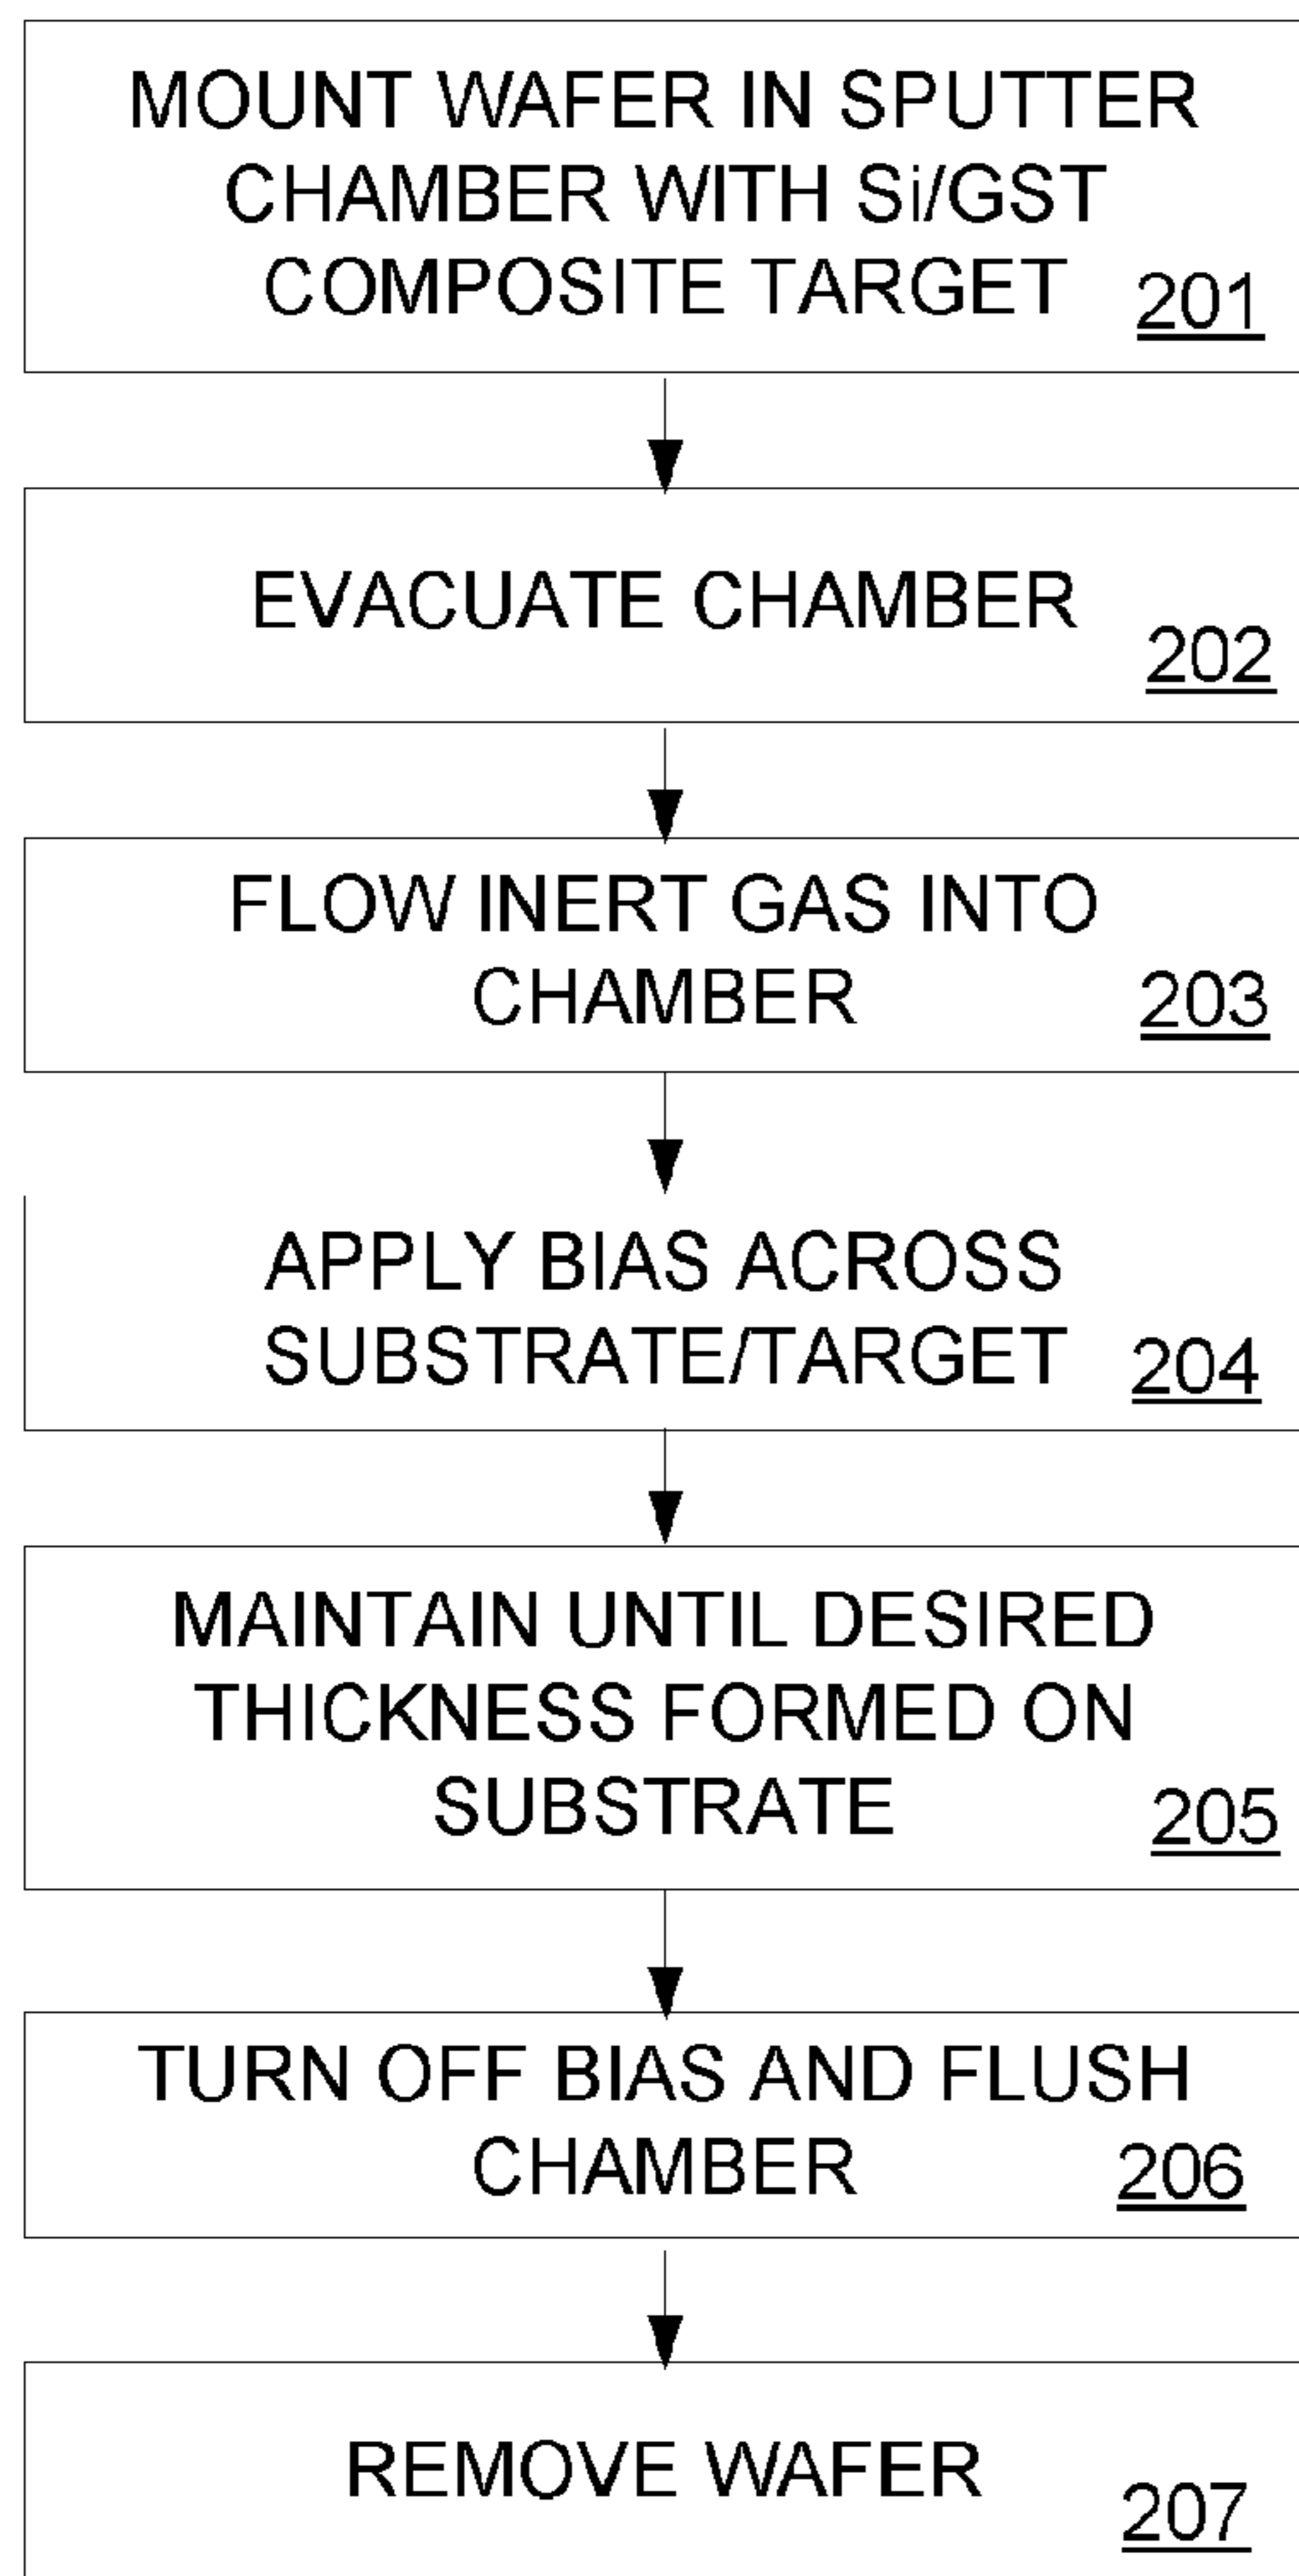 MOUNT WAFER IN SPUTTER
CHAMBER WITH Si/GST
COMPOSITE TARGET
201
EVACUATE CHAMBER
202
FLOW INERT GAS INTO
CHAMBER
203
APPLY BIAS ACROSS
SUBSTRATE/TARGET
204
MAINTAIN UNTIL DESIRED
THICKNESS FORMED ON
SUBSTRATE
205
TURN OFF BIAS AND FLUSH
CHAMBER
206
REMOVE WAFER
207